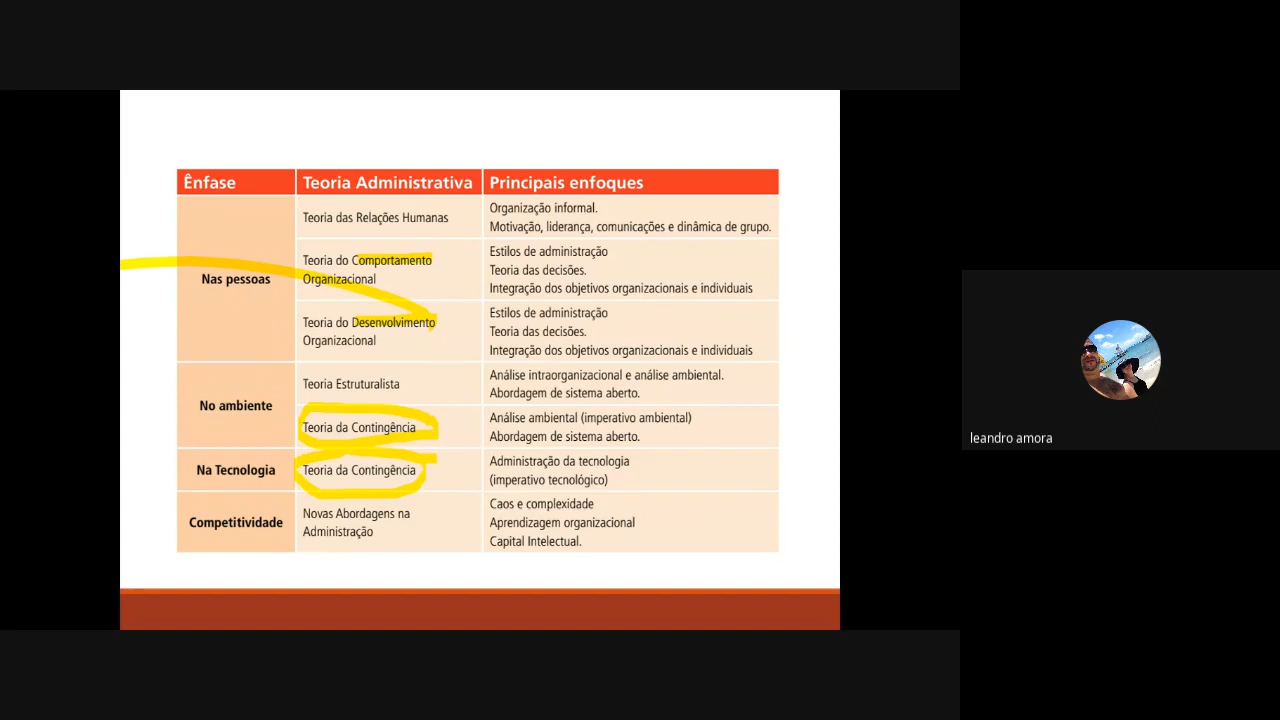 Ênfase
Teoria Administrativa
Principais enfoques
Nas pessoas
Teoria das Relações Humanas
Organização informal.
Motivação, liderança, comunicações e dinâmica de grupo.
Teoria do Comportamento
Organizacional
Estilos de administração
Teoria das decisões.
Integração dos objetivos organizacionais e individuais
Teoria do Desenvolvimento
Organizacional
Estilos de administração
Teoria das decisões.
Integração dos objetivos organizacionais e individuais
No ambiente
Teoria Estruturalista
Análise intraorganizacional e análise ambiental.
Abordagem de sistema aberto.
Teoria da Contingência
Análise ambiental (imperativo ambiental)
Abordagem de sistema aberto.
Na Tecnologia
Teoria da Contingência
Administração da tecnologia
(imperativo tecnológico)
Competitividade
Novas Abordagens na
Administração
Caos e complexidade
Aprendizagem organizacional
Capital Intelectual.
leandro amora